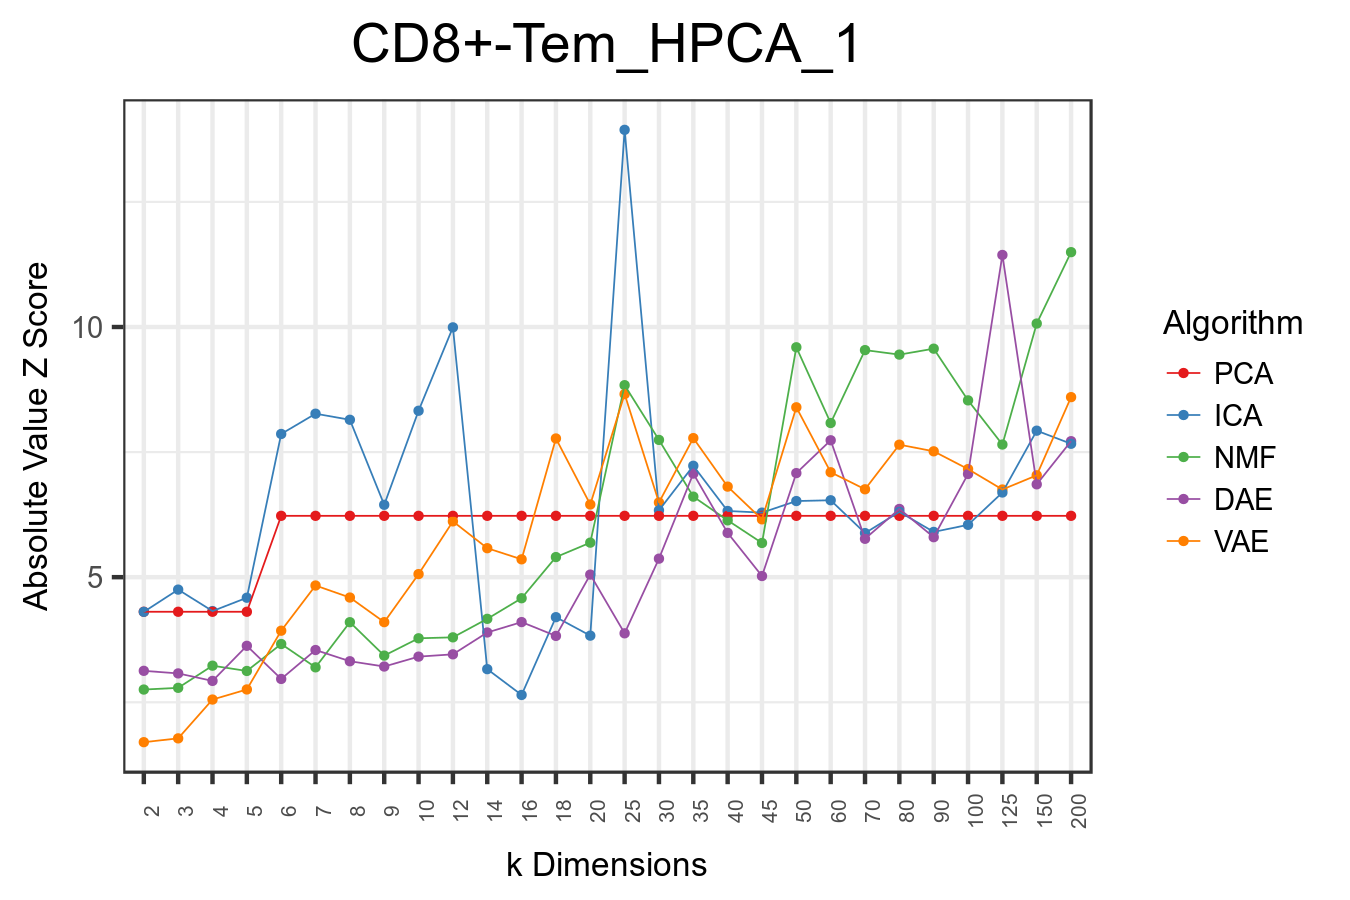 CD8+-Tem_HPCA_1
Absolute Value Z Score
10
5
2 3 4 5 6 7 8 9 10 12 14 16 18 20 25 30 35 40 45 50 60 70 80 90 100 125 150 200
k Dimensions
Algorithm
PCA
ICA
NMF
DAE
VAE